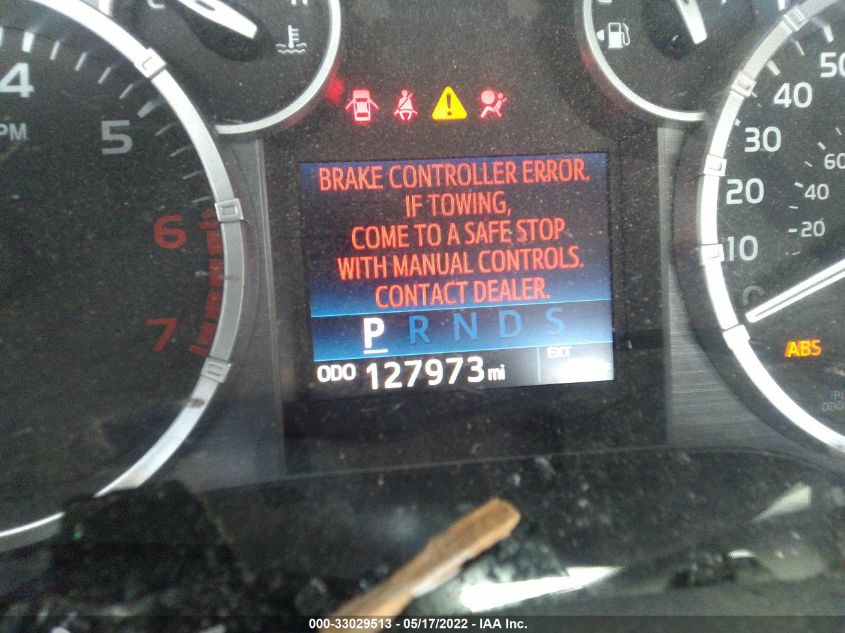 C
H
4
PM
5
6
7
BRAKE CONTROLLER ERROR.
IF TOWING,
COME TO A SAFE STOP
WITH MANUAL CONTROLS.
CONTACT DEALER.
P R N D S
ODO 127973 mi
EXT
50
40
30
20
10
60
40
20
ABS
000-33029513 - 05/17/2022 - IAA Inc.